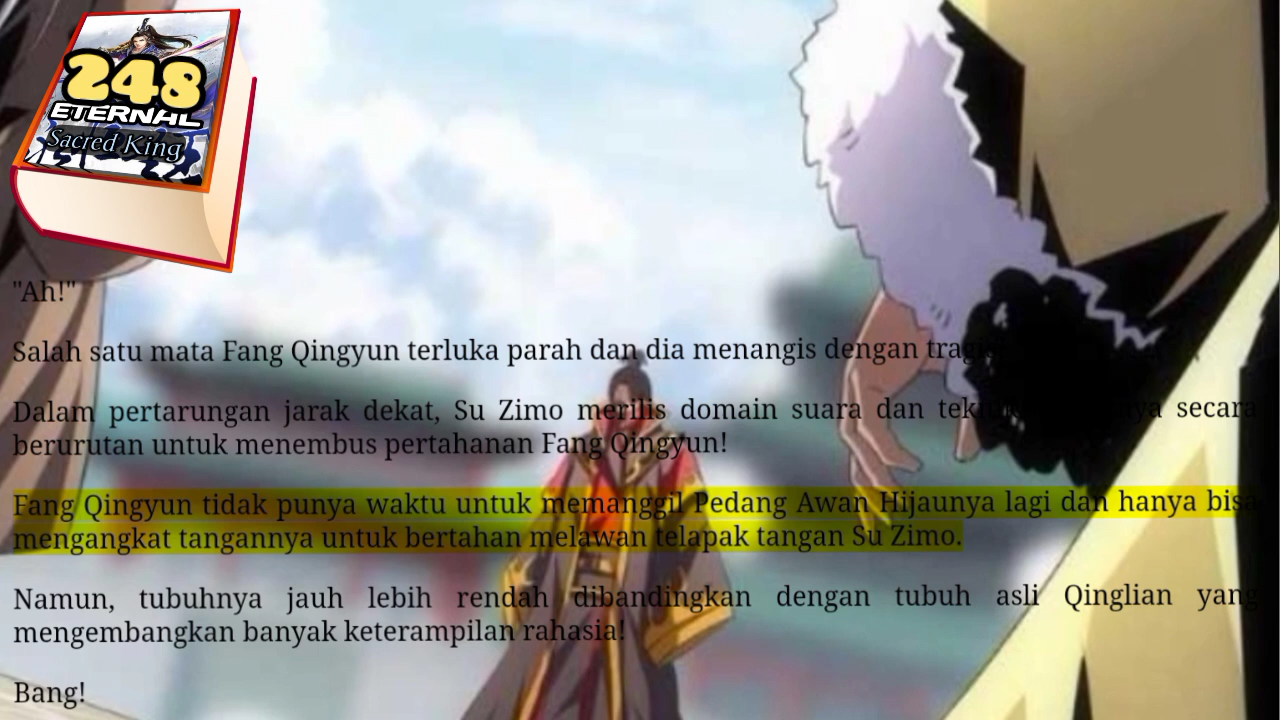 248
ETERNAL
Sacred King
"Ah!"
Salah satu mata Fang Qingyun terluka parah dan dia menangis dengan
Dalam pertarungan jarak dekat, Su Zimo merilis domain suara dan secara
berurutan untuk menembus pertahanan Fang Qingyun!
Fang Qingyun tidak punya waktu untuk memanggil Pedang Awan Hijaunya lagi dan hanya bisa
mengangkat tangannya untuk bertahan melawan telapak tangan Su Zimo.
Namun, tubuhnya jauh lebih rendah dibandingkan dengan tubuh asli Qinglian yang
mengembangkan banyak keterampilan rahasia!
Bang!